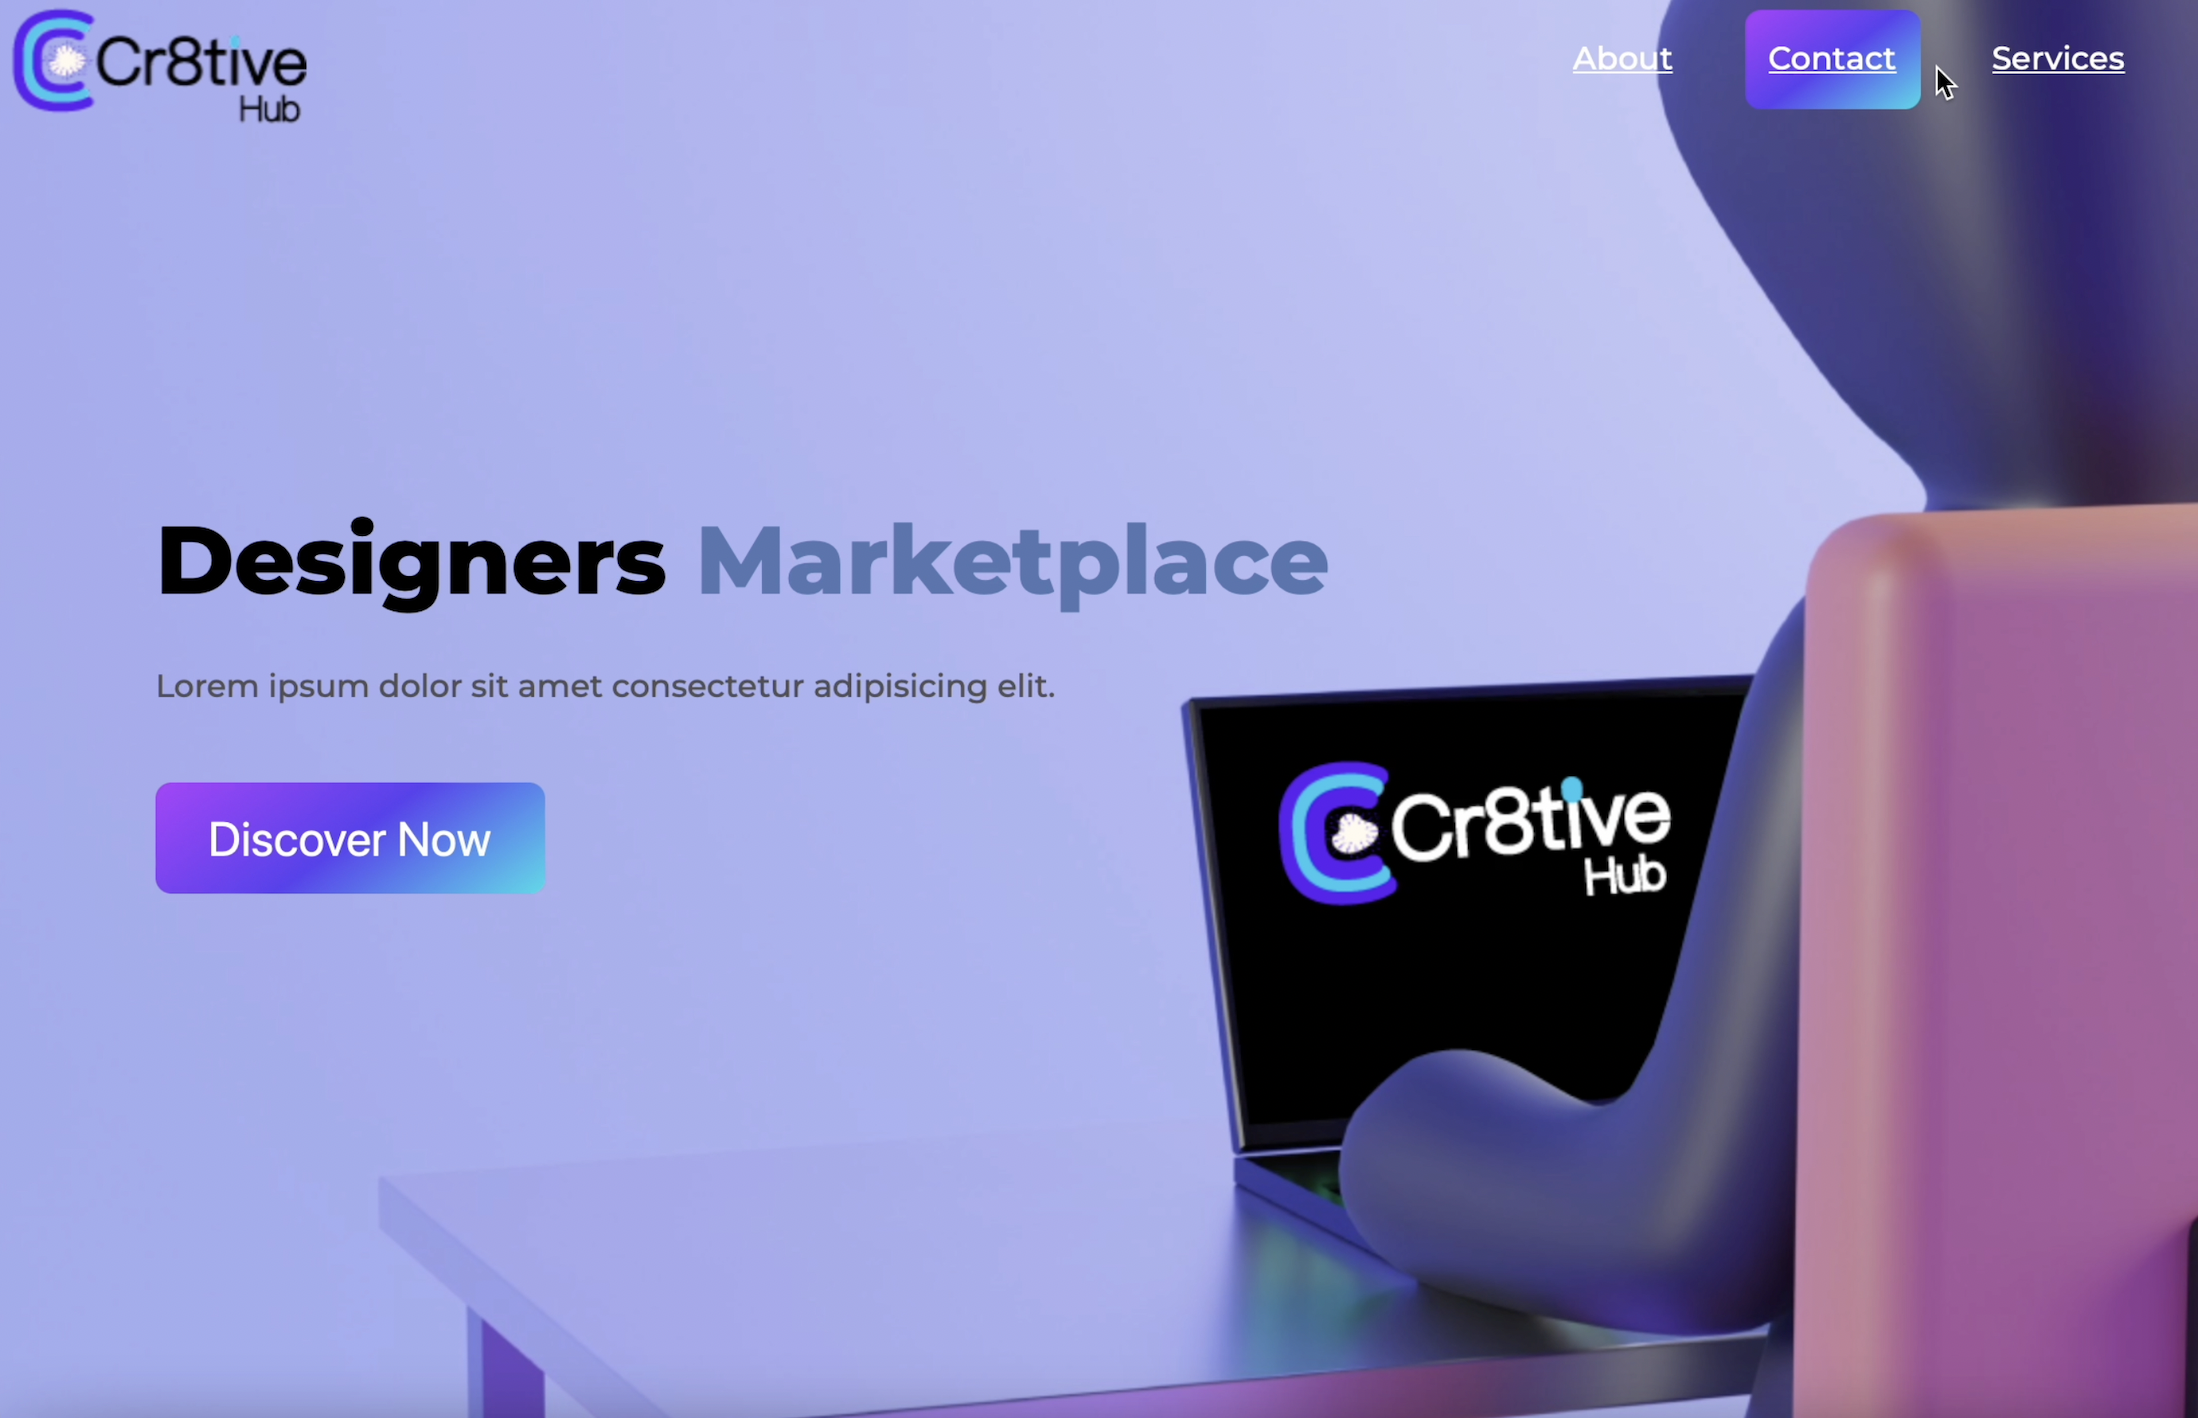 Cr8tive
Hub
About Contact Services
Designers Marketplace
Lorem ipsum dolor sit amet consectetur adipisicing elit.
Discover Now
Cr8tive
Hub